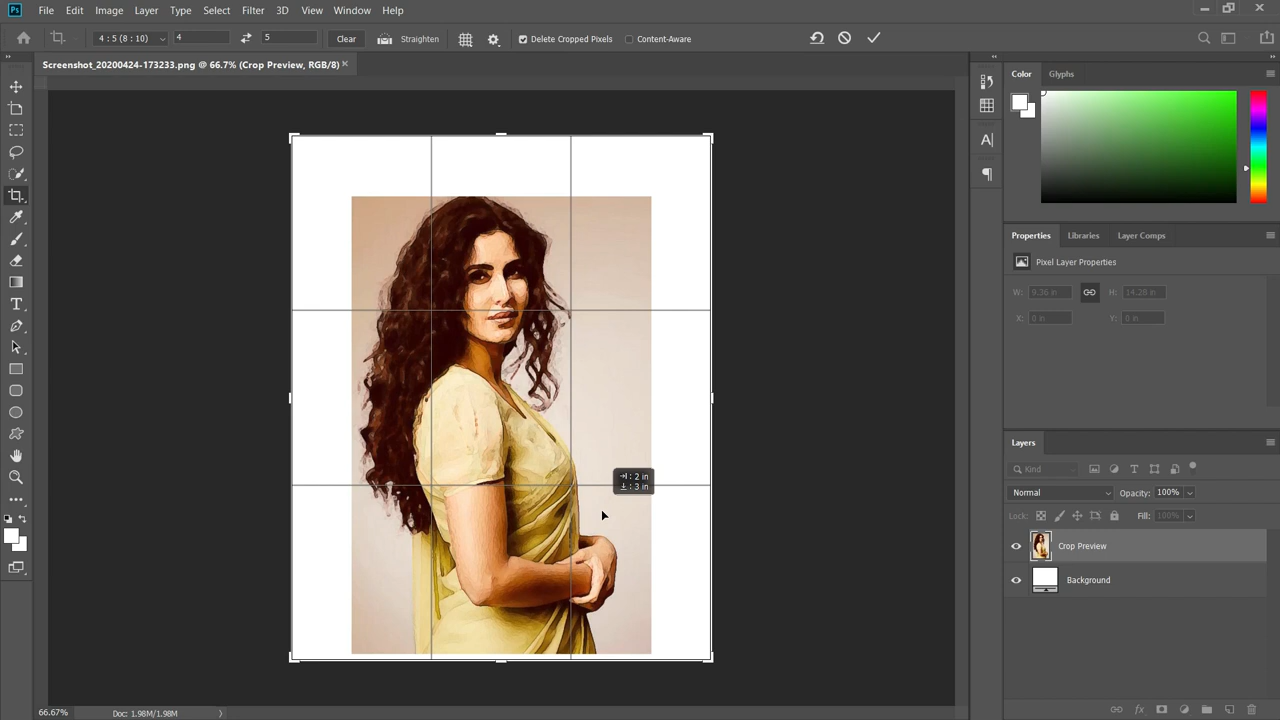 Ps File Edit Image Layer Type Select Filter 3D View Window Help
4 : 5 (8 : 10) 4 5 Clear Straighten Delete Cropped Pixels Content-Aware
Screenshot_20200424-173233.png @ 66.7% (Crop Preview, RGB/8) ×
Color Glyphs
Properties Libraries Layer Comps
Pixel Layer Properties
W: 9.36 in H: 14.28 in
X: 0 in Y: 0 in
: 2 in
: 3 in
Layers
Kind
Normal Opacity: 100%
Lock: Fill: 100%
Crop Preview
Background
66.67% Doc: 1.98M/1.98M